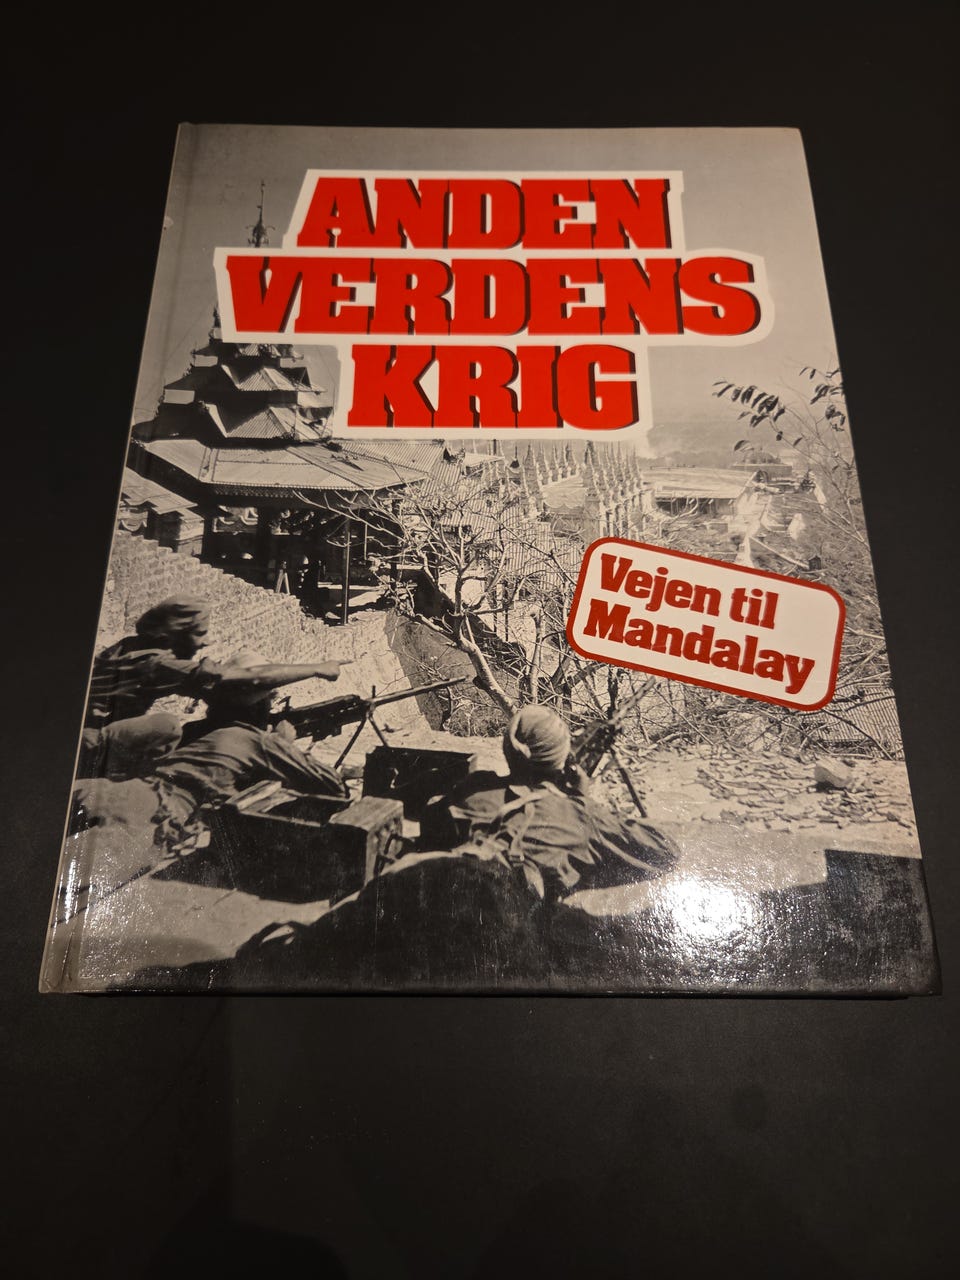 ANDEN
VERDENS
KRIG
Vejen til
Mandalay